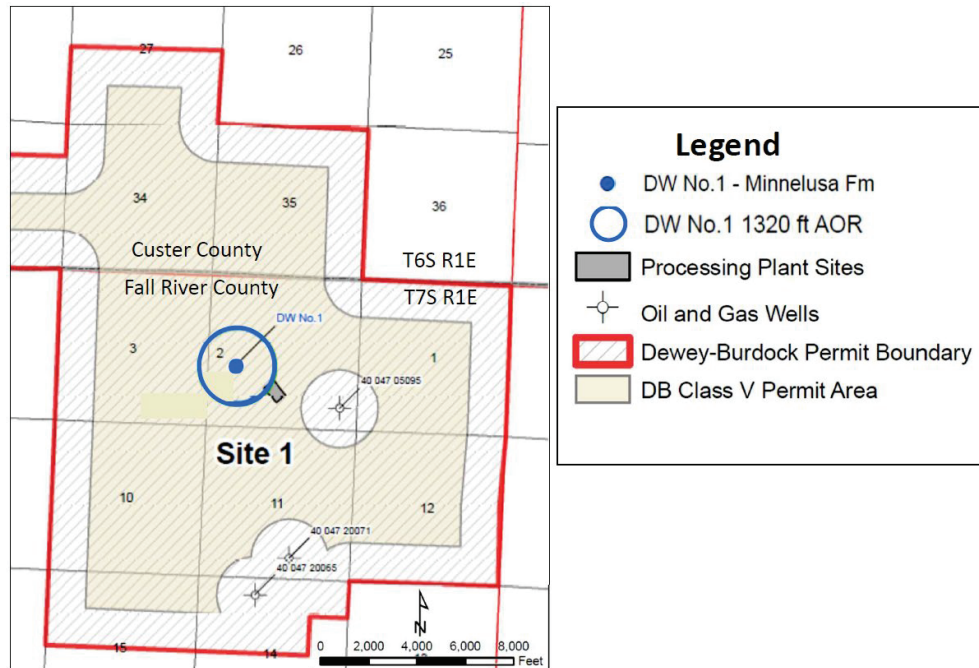 27
26
25
34
35
36
Custer County
T6S R1E
Fall River County
T7S R1E
DW No.1
3
2
1
40 047 05095
Site 1
10
11
12
40 047 20071
40 047 20065
N
15
14
0 2,000 4,000 6,000 8,000
Feet
Legend
DW No.1 - Minnelusa Fm
DW No.1 1320 ft AOR
Processing Plant Sites
Oil and Gas Wells
Dewey-Burdock Permit Boundary
DB Class V Permit Area